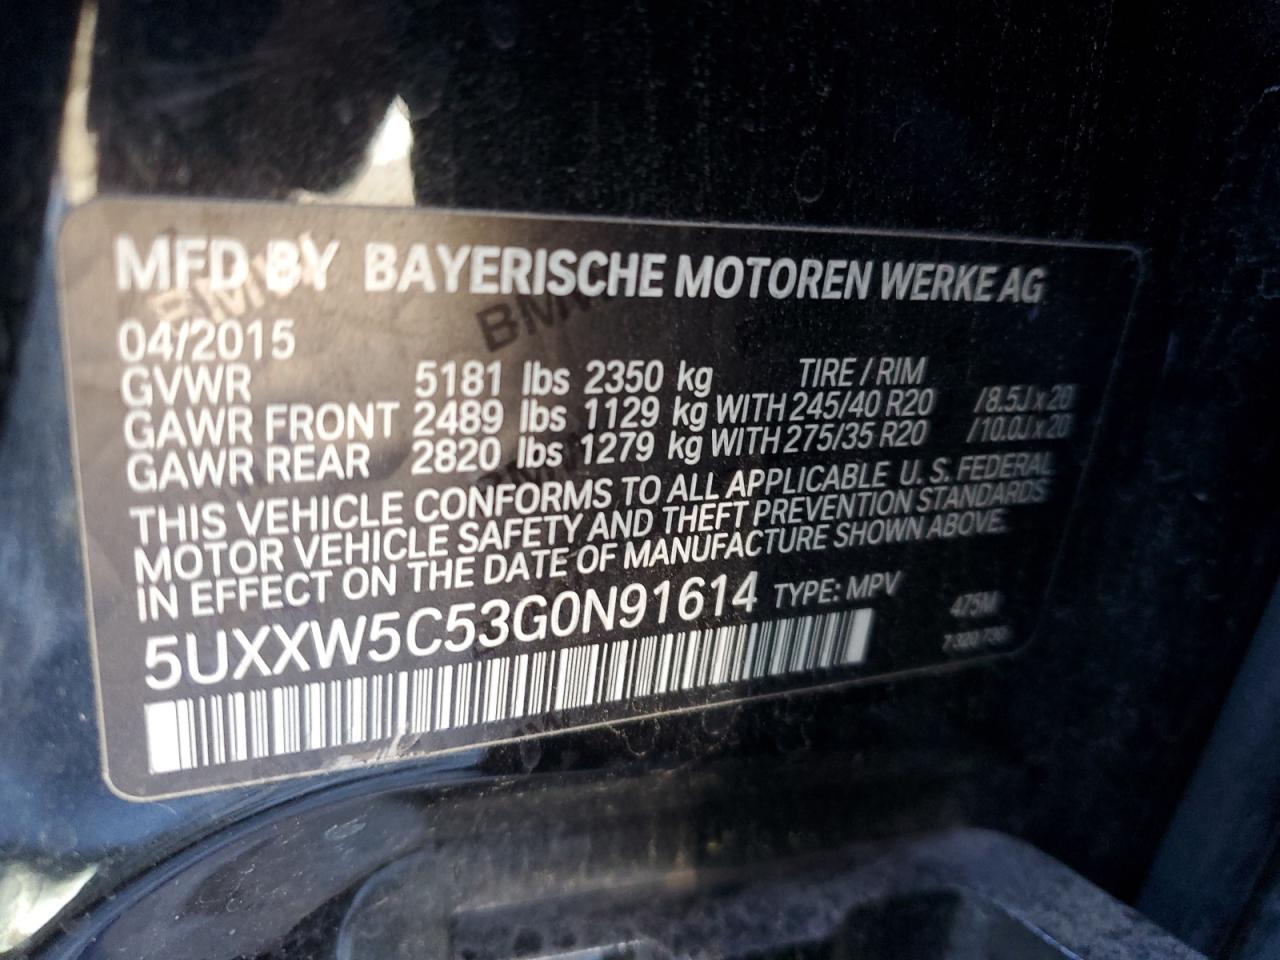 MFD BY BAYERISCHE MOTOREN WERKE AG
04/2015
GVWR 5181 lbs 2350 kg TIRE / RIM
GAWR FRONT 2489 lbs 1129 kg WITH 245/40 R20 /8.5J x 20
GAWR REAR 2820 lbs 1279 kg WITH 275/35 R20 /10.0J x 20
THIS VEHICLE CONFORMS TO ALL APPLICABLE U. S. FEDERAL
MOTOR VEHICLE SAFETY AND THEFT PREVENTION STANDARDS
IN EFFECT ON THE DATE OF MANUFACTURE SHOWN ABOVE.
5UXXW5C53G0N91614 TYPE: MPV 475M